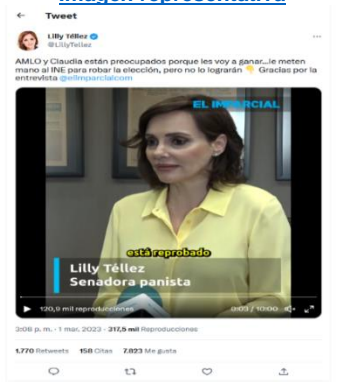 Imagen representativa
Tweet
Lilly Téllez
@LillyTellez
AMLO y Claudia están preocupados porque les voy a ganar...le meten
mano al INE para robar la elección, pero no lo lograrán 👇 Gracias por la
entrevista @elimparcialcom
EL IMPARCIAL
está reprobado
Lilly Téllez
Senadora panista
120,9 mil reproducciones
0:03 / 10:00
3:08 p. m. · 1 mar. 2023 · 217,5 mil Reproducciones
1.770 Retweets 158 Citas 7.823 Me gusta